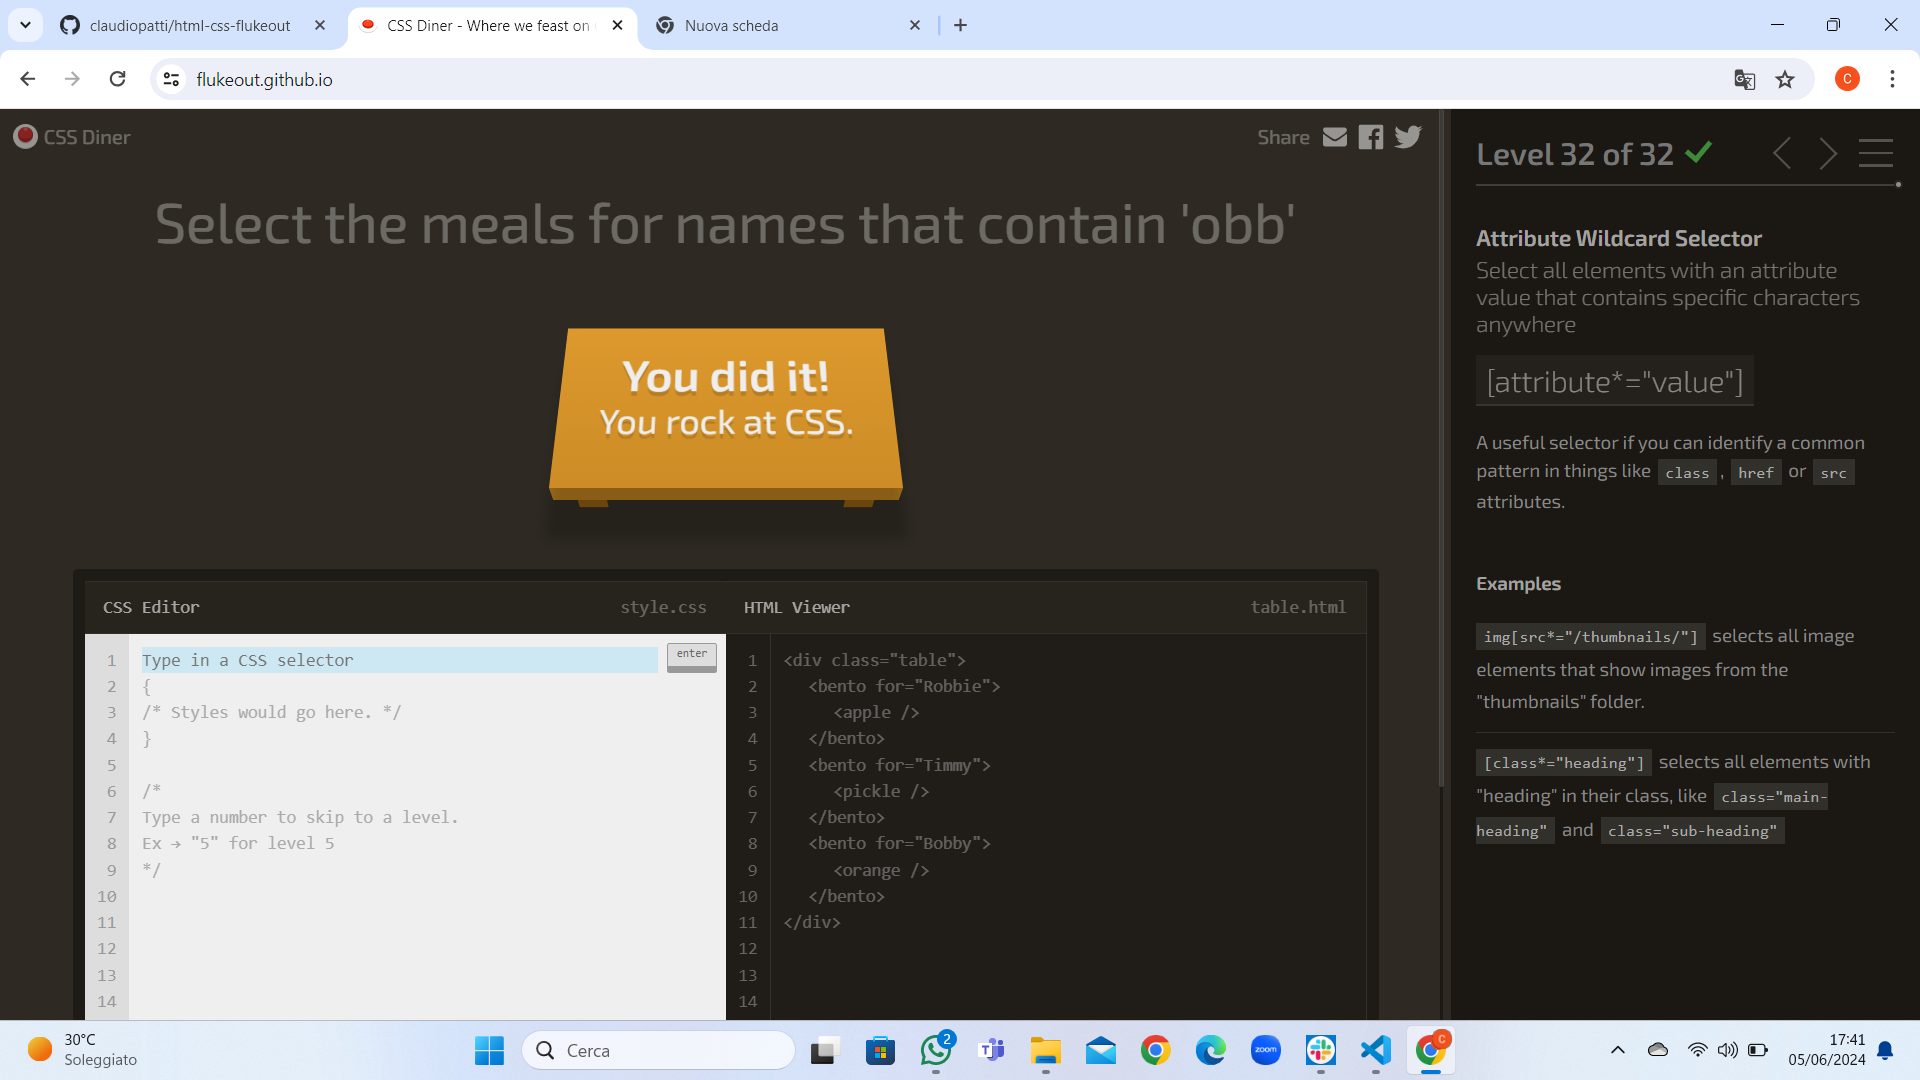 claudiopatti/html-css-flukeout
CSS Diner - Where we feast on
Nuova scheda
flukeout.github.io
C
CSS Diner
Share
Select the meals for names that contain 'obb'
You did it!
You rock at CSS.
CSS Editor
style.css
1 Type in a CSS selector
enter
2 {
3 /* Styles would go here. */
4 }
5
6 /*
7 Type a number to skip to a level.
8 Ex → "5" for level 5
9 */
10
11
12
13
14
HTML Viewer
table.html
1 <div class="table">
2 <bento for="Robbie">
3 <apple />
4 </bento>
5 <bento for="Timmy">
6 <pickle />
7 </bento>
8 <bento for="Bobby">
9 <orange />
10 </bento>
11 </div>
12
13
14
Level 32 of 32
Attribute Wildcard Selector
Select all elements with an attribute
value that contains specific characters
anywhere
[attribute*="value"]
A useful selector if you can identify a common
pattern in things like class , href or src
attributes.
Examples
img[src*="/thumbnails/"] selects all image
elements that show images from the
"thumbnails" folder.
[class*="heading"] selects all elements with
"heading" in their class, like class="main-
heading" and class="sub-heading"
30°C
Soleggiato
Cerca
2
zoom
C
17:41
05/06/2024